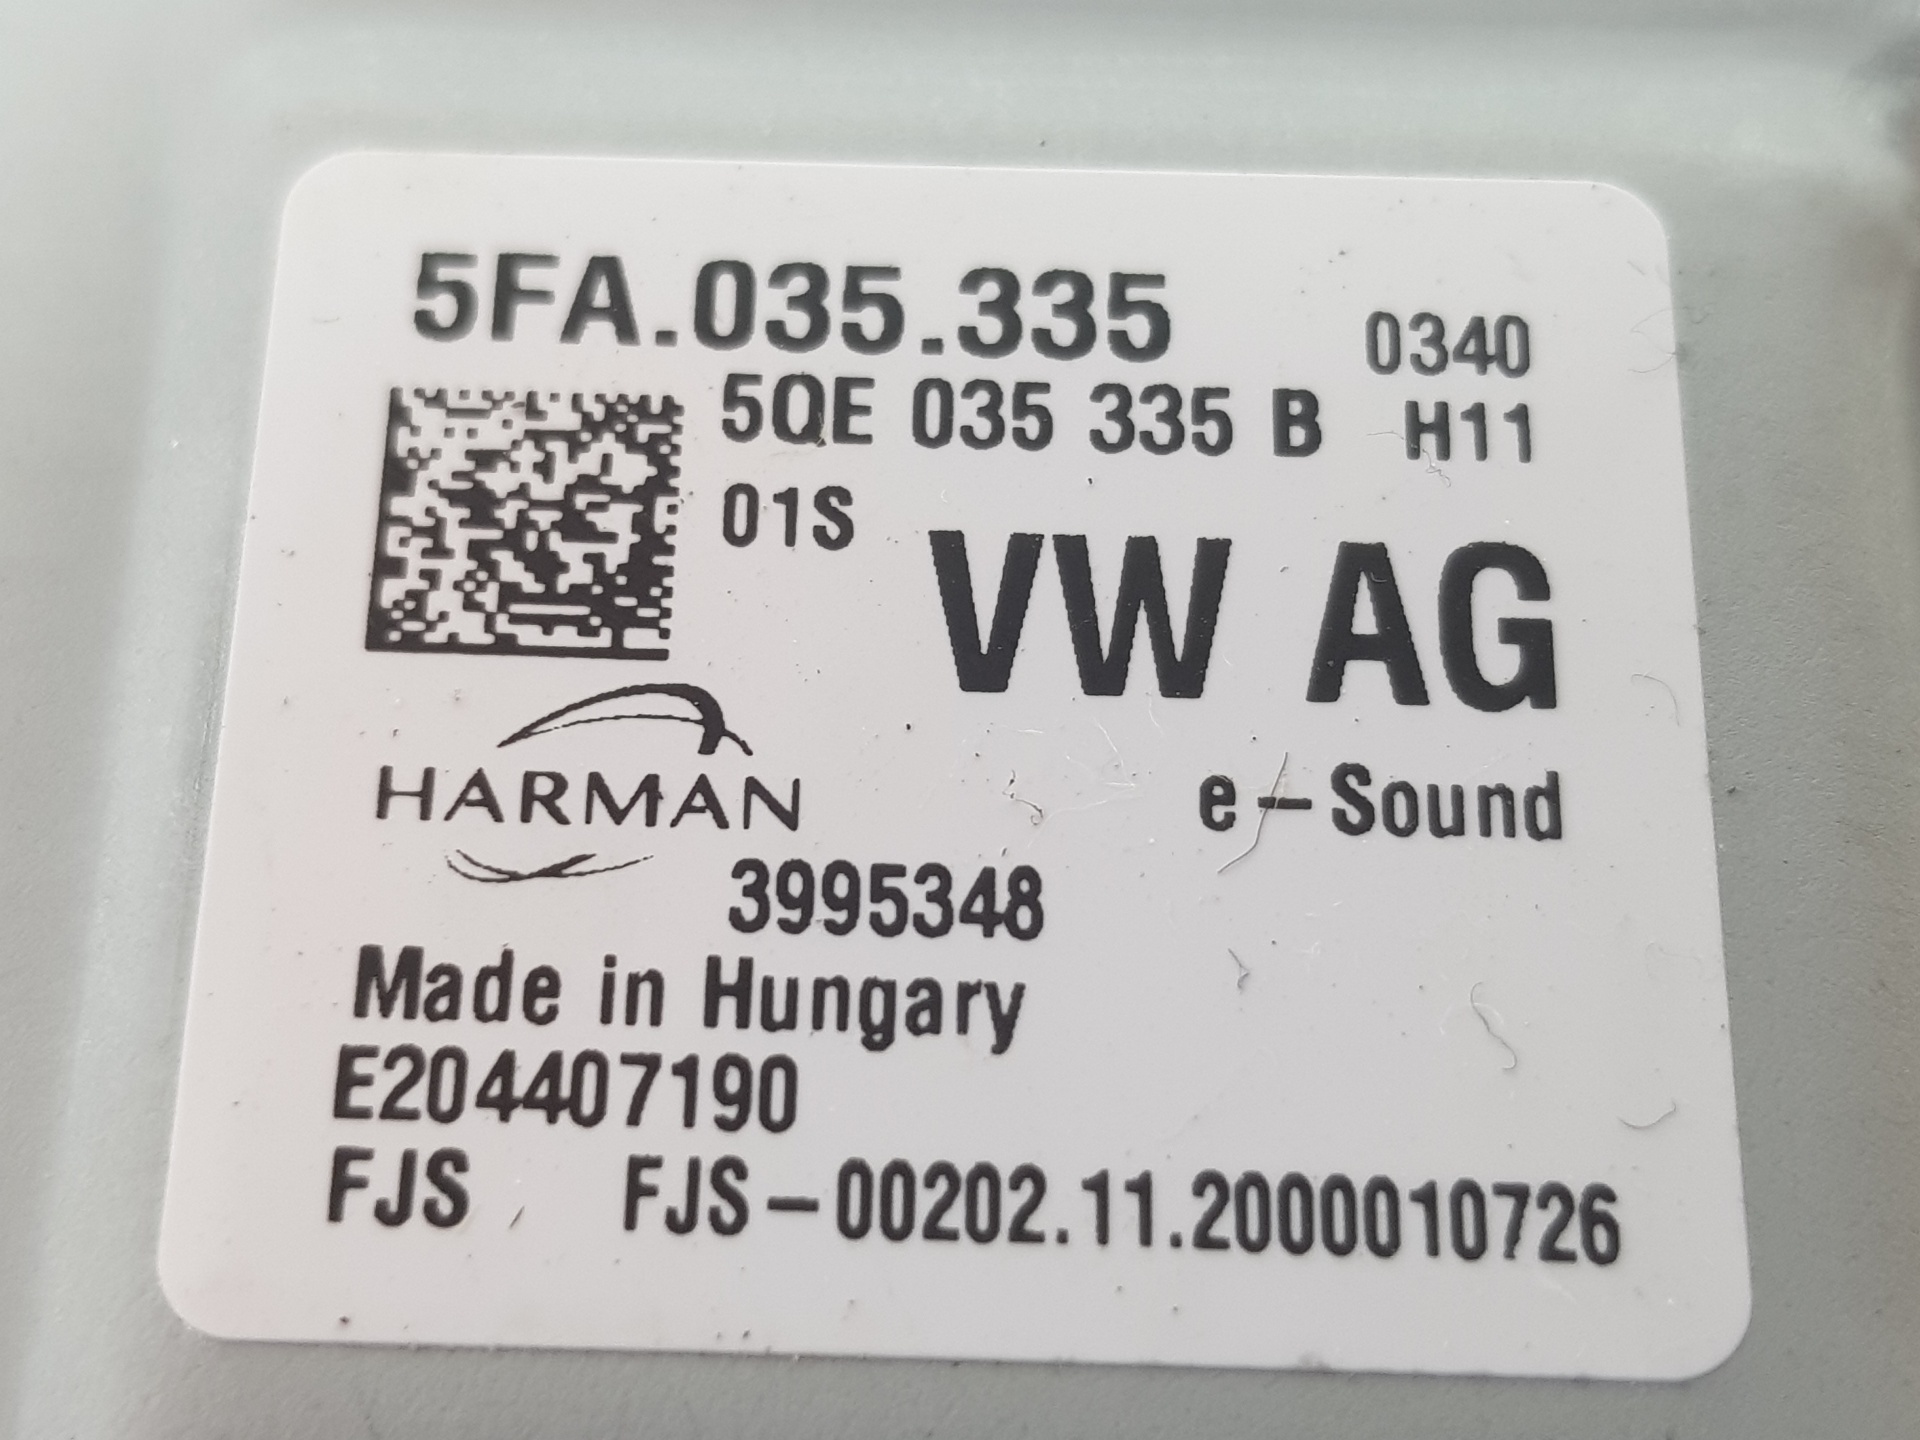 5FA.035.335 0340
5QE 035 335 B H11
01S
VW AG
HARMAN
e-Sound
3995348
Made in Hungary
E204407190
FJS FJS-00202.11.2000010726